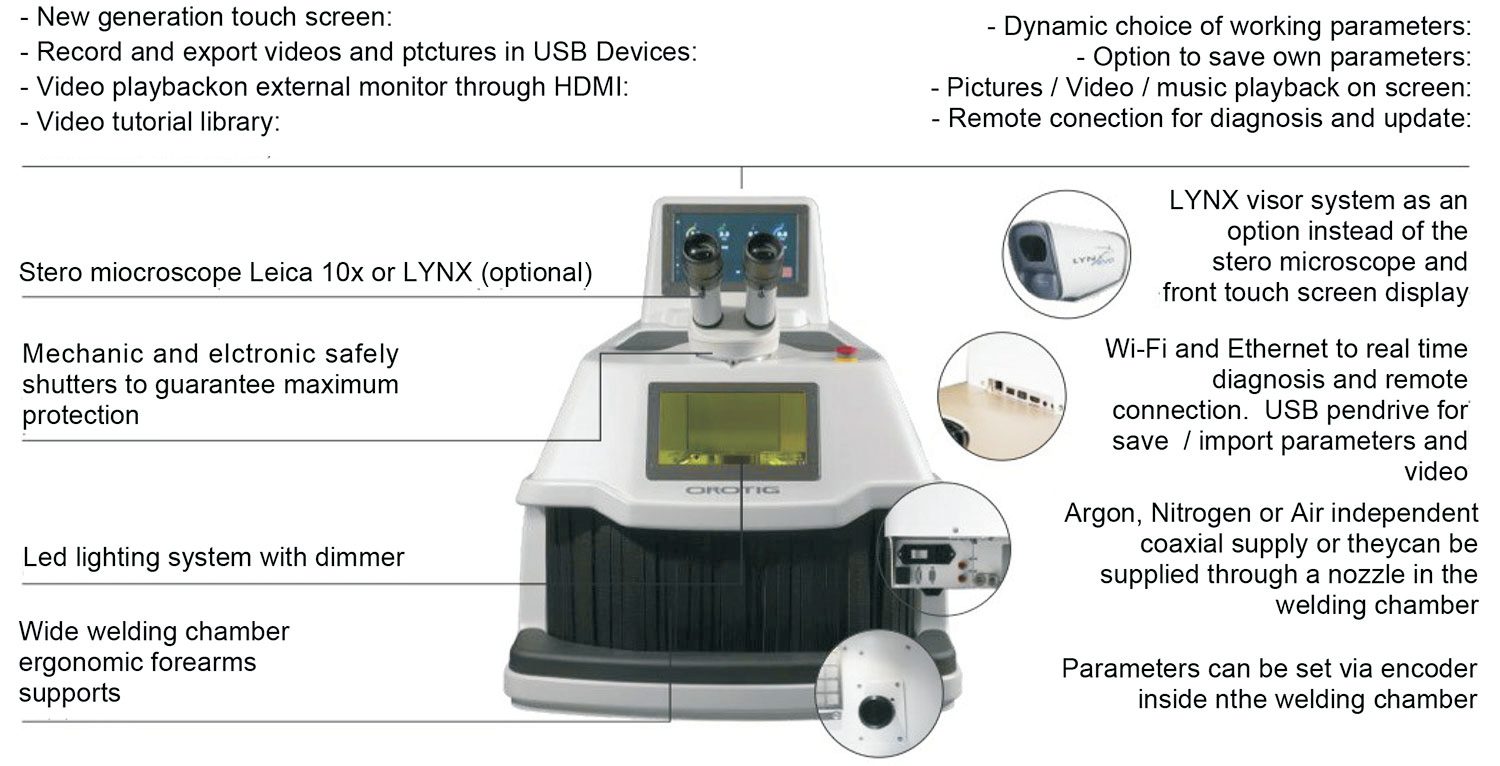 - New generation touch screen:
- Record and export videos and ptctures in USB Devices:
- Video playbackon external monitor through HDMI:
- Video tutorial library:
- Dynamic choice of working parameters:
- Option to save own parameters:
- Pictures / Video / music playback on screen:
- Remote conection for diagnosis and update:
Stero miocroscope Leica 10x or LYNX (optional)
Mechanic and elctronic safely
shutters to guarantee maximum
protection
Led lighting system with dimmer
Wide welding chamber
ergonomic forearms
supports
OROTIG
LYNX visor system as an
option instead of the
stero microscope and
front touch screen display
LYNX
Wi-Fi and Ethernet to real time
diagnosis and remote
connection. USB pendrive for
save / import parameters and
video
Argon, Nitrogen or Air independent
coaxial supply or theycan be
supplied through a nozzle in the
welding chamber
Parameters can be set via encoder
inside nthe welding chamber